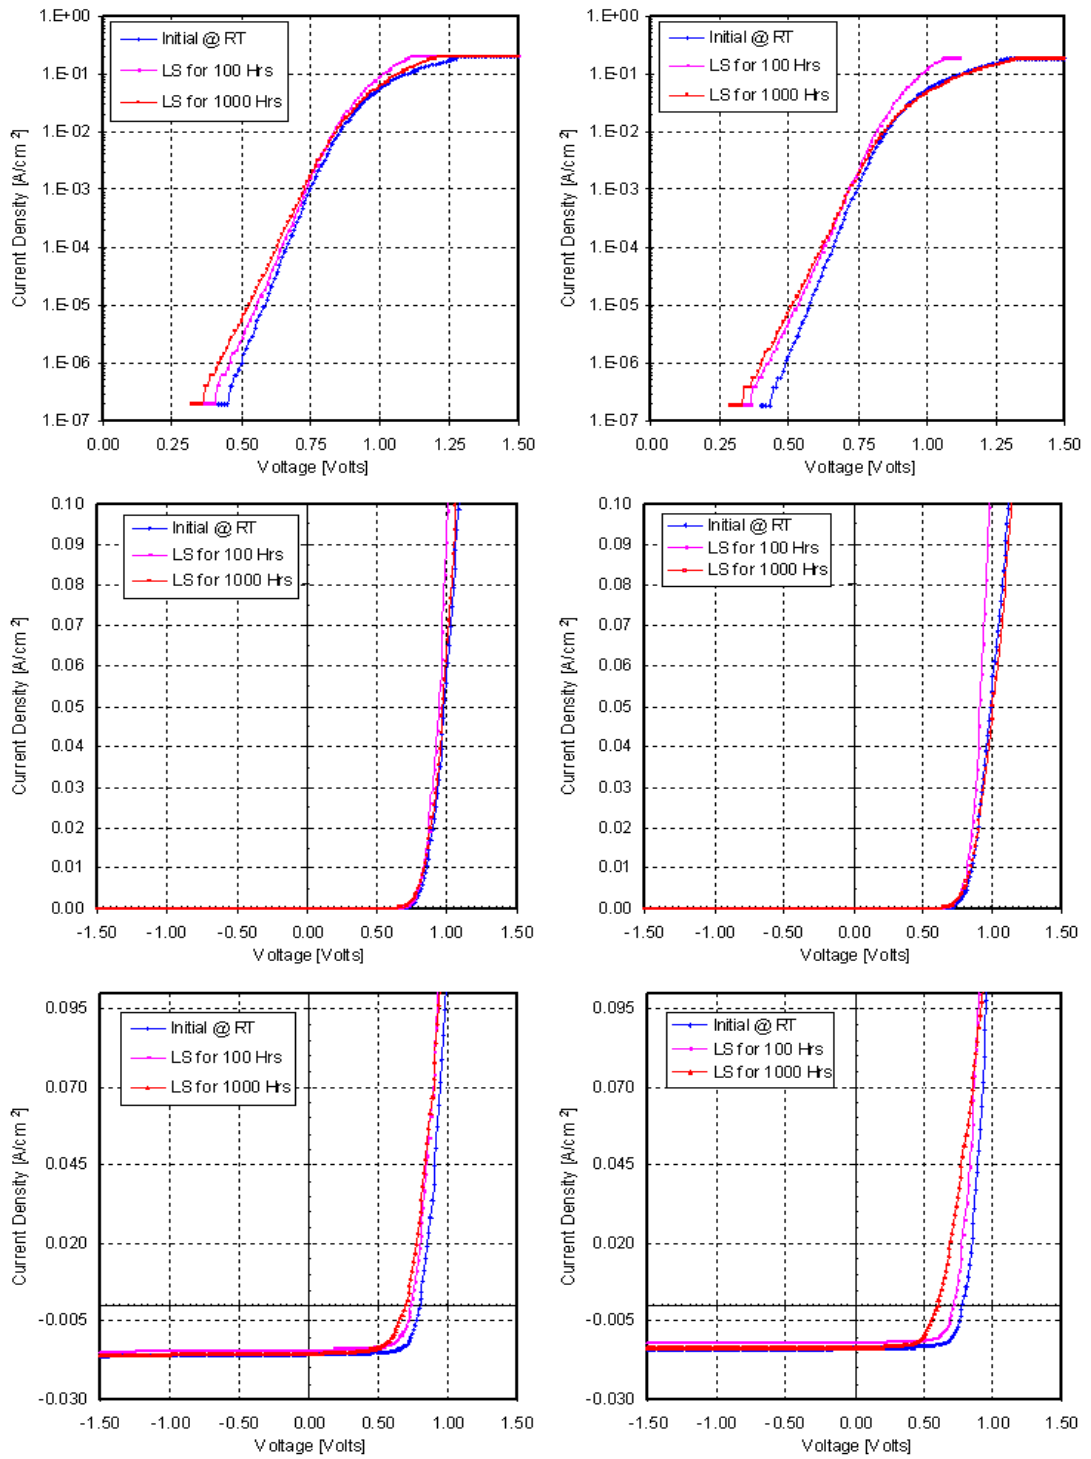 1.E+00
1.E-01
1.E-02
1.E-03
1.E-04
1.E-05
1.E-06
1.E-07
Current Density [A/cm ²]
Initial @ RT
LS for 100 Hrs
LS for 1000 Hrs
0.00 0.25 0.50 0.75 1.00 1.25 1.50
Voltage [Volts]
1.E+00
1.E-01
1.E-02
1.E-03
1.E-04
1.E-05
1.E-06
1.E-07
Current Density [A/cm ²]
Initial @ RT
LS for 100 Hrs
LS for 1000 Hrs
0.00 0.25 0.50 0.75 1.00 1.25 1.50
Voltage [Volts]
0.10
0.09
0.08
0.07
0.06
0.05
0.04
0.03
0.02
0.01
0.00
Current Density [A/cm ²]
Initial @ RT
LS for 100 Hrs
LS for 1000 Hrs
-1.50 -1.00 -0.50 0.00 0.50 1.00 1.50
Voltage [Volts]
0.10
0.09
0.08
0.07
0.06
0.05
0.04
0.03
0.02
0.01
0.00
Current Density [A/cm ²]
Initial @ RT
LS for 100 Hrs
LS for 1000 Hrs
-1.50 -1.00 -0.50 0.00 0.50 1.00 1.50
Voltage [Volts]
0.095
0.070
0.045
0.020
-0.005
-0.030
Current Density [A/cm ²]
Initial @ RT
LS for 100 Hrs
LS for 1000 Hrs
-1.50 -1.00 -0.50 0.00 0.50 1.00 1.50
Voltage [Volts]
0.095
0.070
0.045
0.020
-0.005
-0.030
Current Density [A/cm ²]
Initial @ RT
LS for 100 Hrs
LS for 1000 Hrs
-1.50 -1.00 -0.50 0.00 0.50 1.00 1.50
Voltage [Volts]